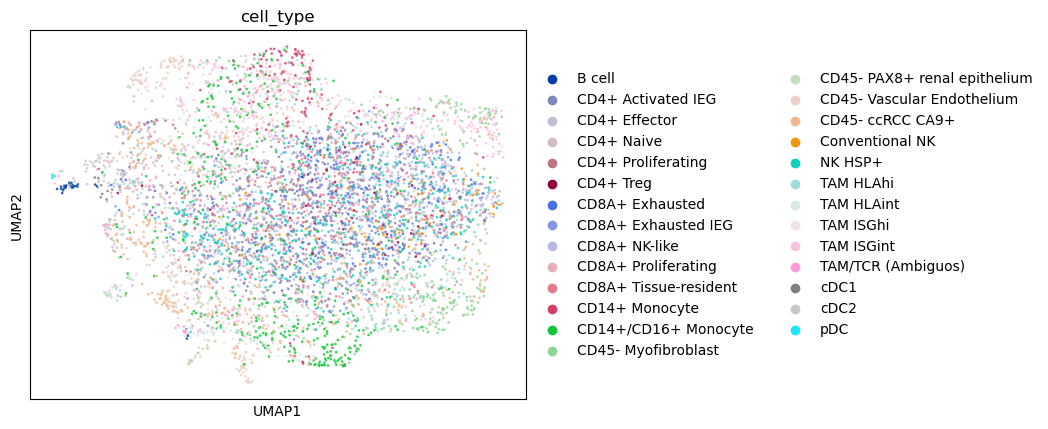 cell_type
UMAP2
UMAP1
B cell
CD4+ Activated IEG
CD4+ Effector
CD4+ Naive
CD4+ Proliferating
CD4+ Treg
CD8A+ Exhausted
CD8A+ Exhausted IEG
CD8A+ NK-like
CD8A+ Proliferating
CD8A+ Tissue-resident
CD14+ Monocyte
CD14+/CD16+ Monocyte
CD45- Myofibroblast
CD45- PAX8+ renal epithelium
CD45- Vascular Endothelium
CD45- ccRCC CA9+
Conventional NK
NK HSP+
TAM HLAhi
TAM HLAint
TAM ISGhi
TAM ISGint
TAM/TCR (Ambiguos)
cDC1
cDC2
pDC